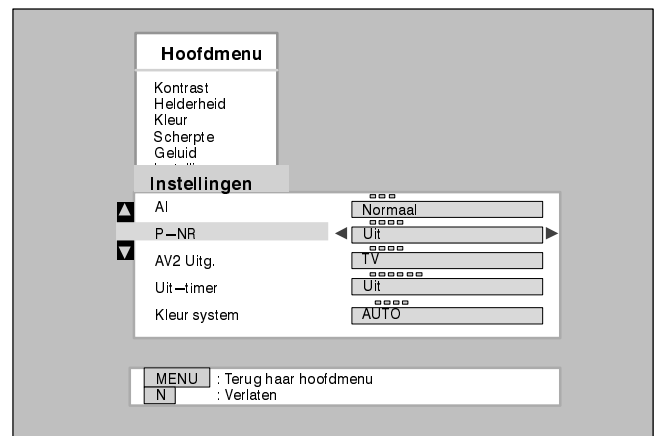 Hoofdmenu
Kontrast
Helderheid
Kleur
Scherpte
Geluid
Instellingen
AI Normaal
P-NR Uit
AV2 Uitg. TV
Uit-timer Uit
Kleur system AUTO
MENU : Terug haar hoofdmenu
N : Verlaten